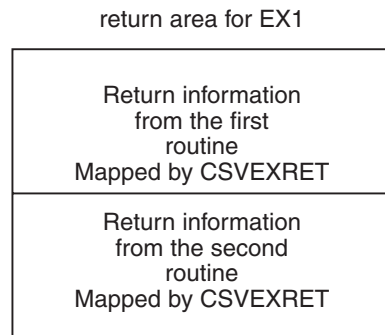 return area for EX1
Return information
from the first
routine
Mapped by CSVEXRET
Return information
from the second
routine
Mapped by CSVEXRET